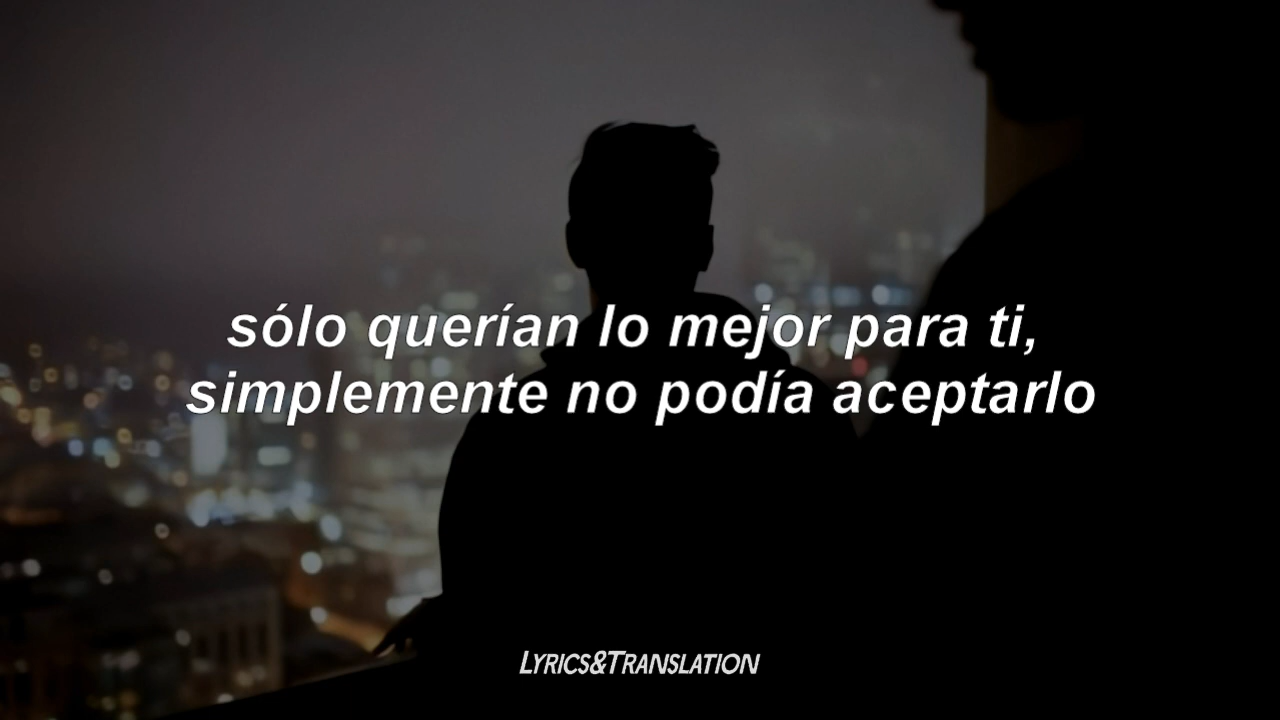 sólo querían lo mejor para ti,
simplemente no podía aceptarlo
LYRICS&TRANSLATION